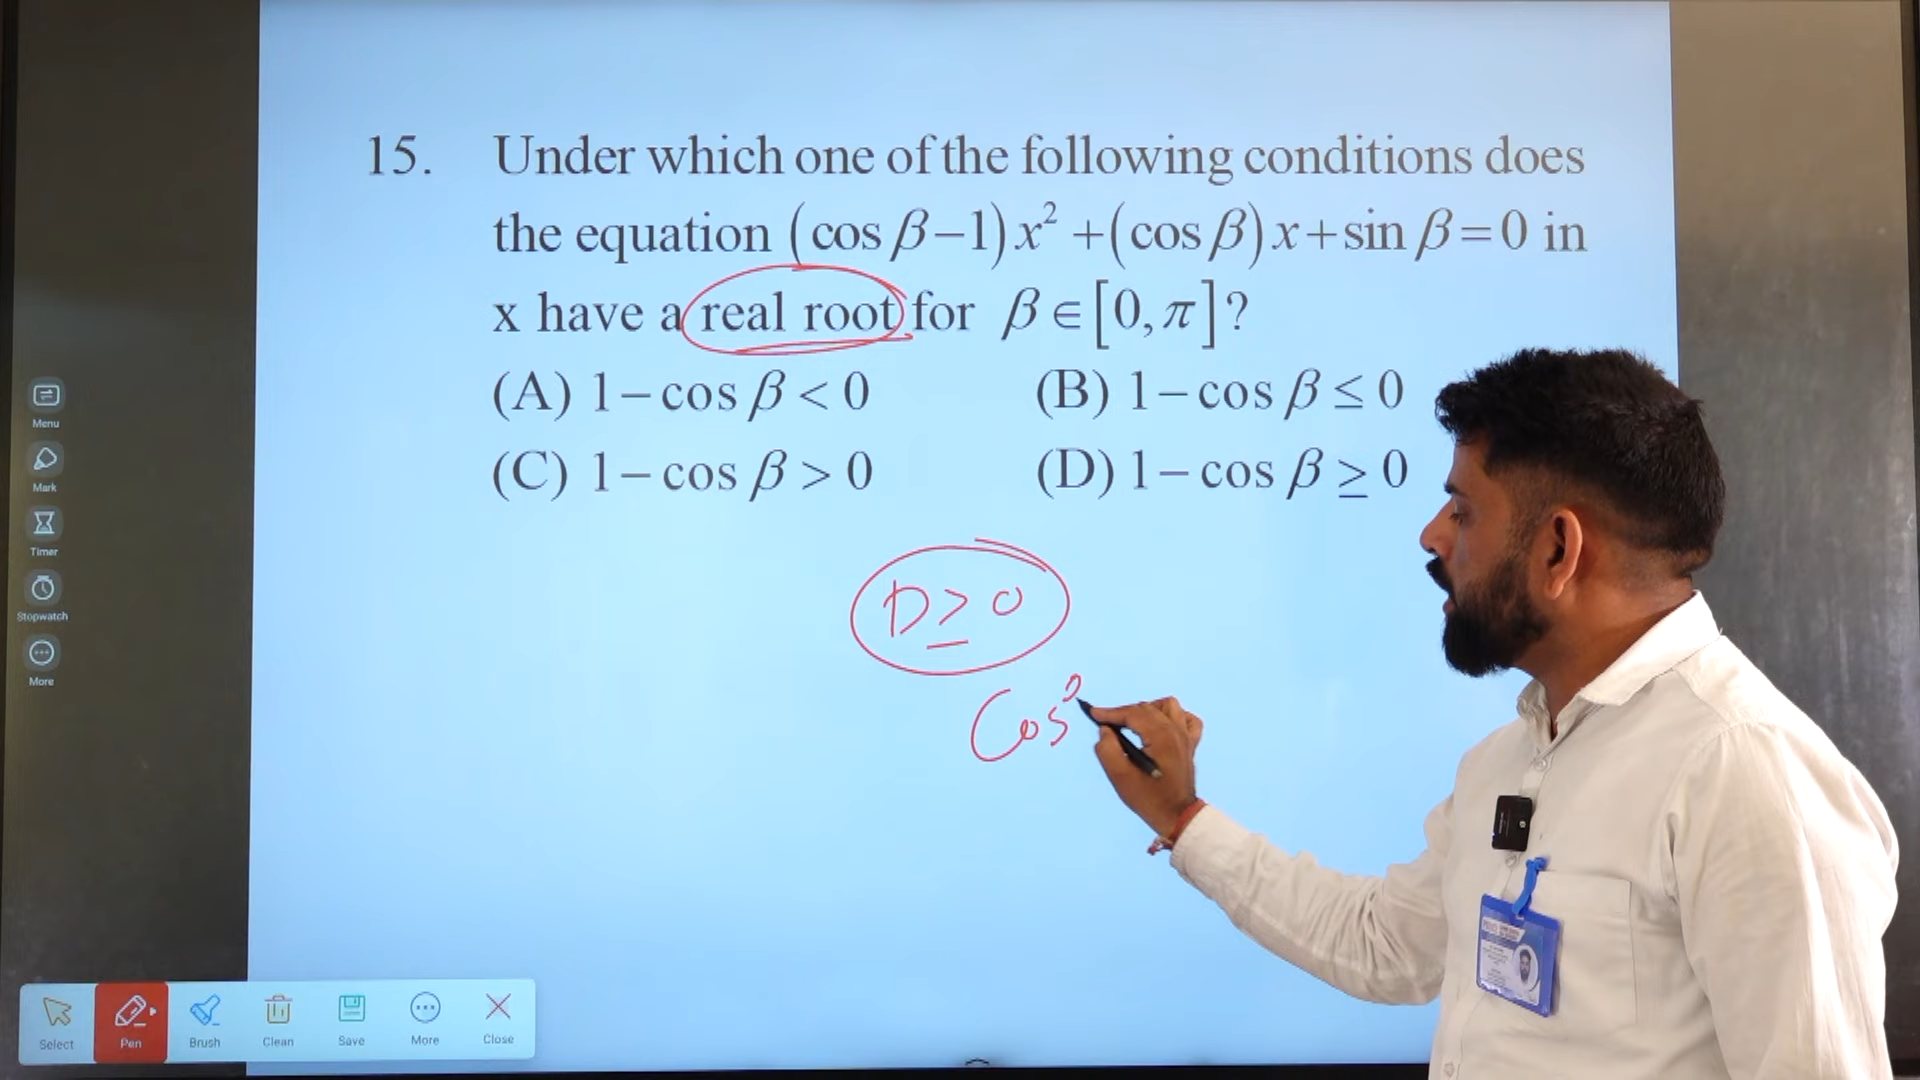 15. Under which one of the following conditions does
the equation (cos β−1)x² +(cos β)x+sin β=0 in
x have a real root for β∈[0,π]?
(A) 1−cos β < 0 (B) 1−cos β ≤ 0
(C) 1−cos β > 0 (D) 1−cos β ≥ 0
D ≥ 0
Cos²
Menu
Mark
Timer
Stopwatch
More
Select Pen Brush Clean Save More Close